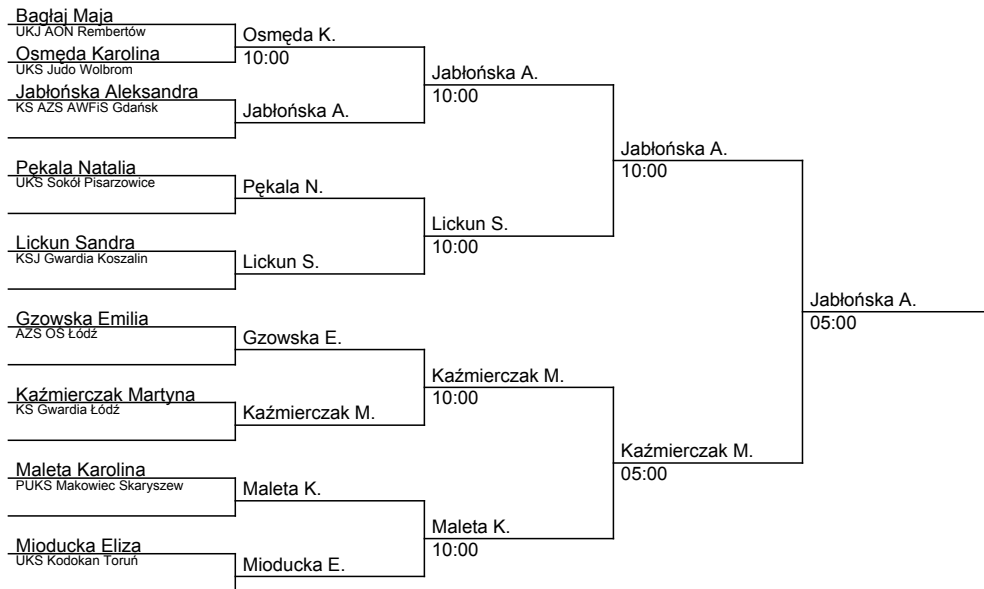 Bagłaj Maja
UKJ AON Rembertów
Osmęda Karolina
UKS Judo Wolbrom
Jabłońska Aleksandra
KS AZS AWFiS Gdańsk
Pękala Natalia
UKS Sokół Pisarzowice
Lickun Sandra
KSJ Gwardia Koszalin
Gzowska Emilia
AZS OŚ Łódź
Kaźmierczak Martyna
KS Gwardia Łódź
Maleta Karolina
PUKS Makowiec Skaryszew
Mioducka Eliza
UKS Kodokan Toruń
Osmęda K.
10:00
Jabłońska A.
Pękala N.
Lickun S.
Gzowska E.
Kaźmierczak M.
Maleta K.
Mioducka E.
Jabłońska A.
10:00
Lickun S.
10:00
Kaźmierczak M.
10:00
Maleta K.
10:00
Jabłońska A.
10:00
Kaźmierczak M.
05:00
Jabłońska A.
05:00